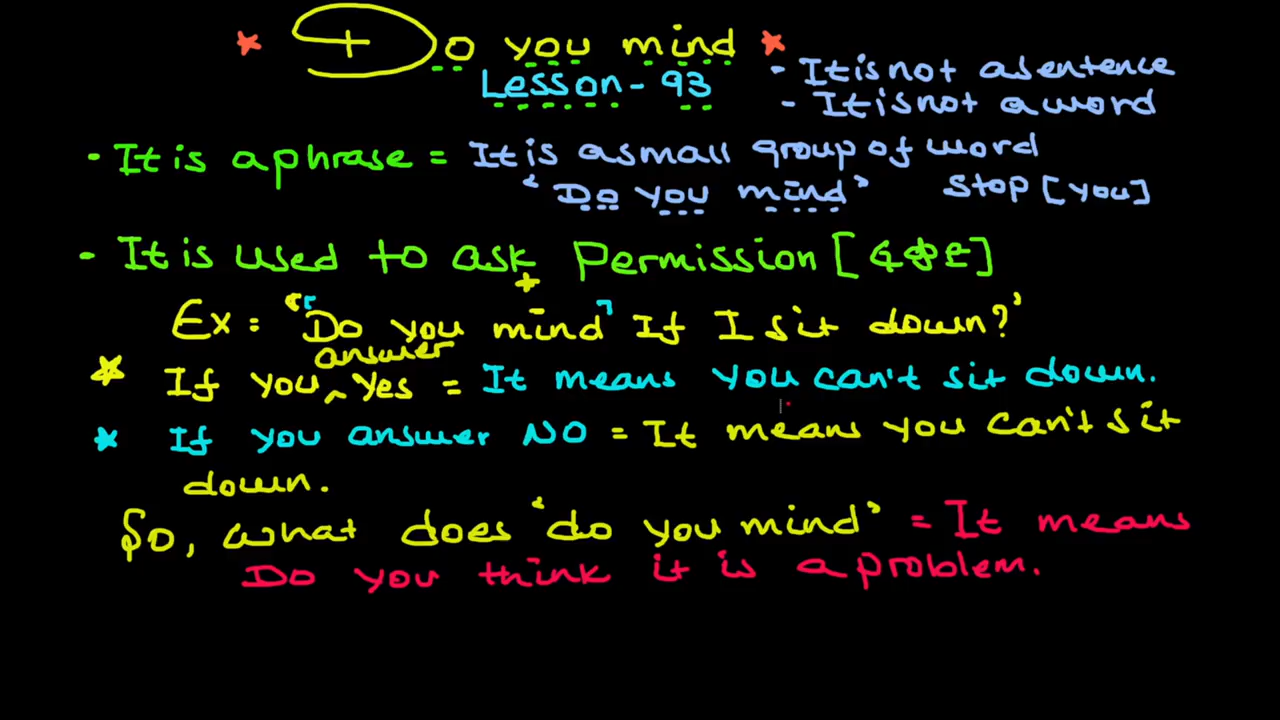 Do you mind
Lesson - 93
- It is not a sentence
- It is not a word
- It is a phrase = It is a small group of word
'Do you mind' Stop [you]
- It is used to ask Permission [ ]
Ex = "Do you mind" If I sit down?'
answer
If you ^ Yes = It means you can't sit down.
If you answer NO = It means you can't sit
down.
So, what does 'do you mind' = It means
Do you think it is a problem.